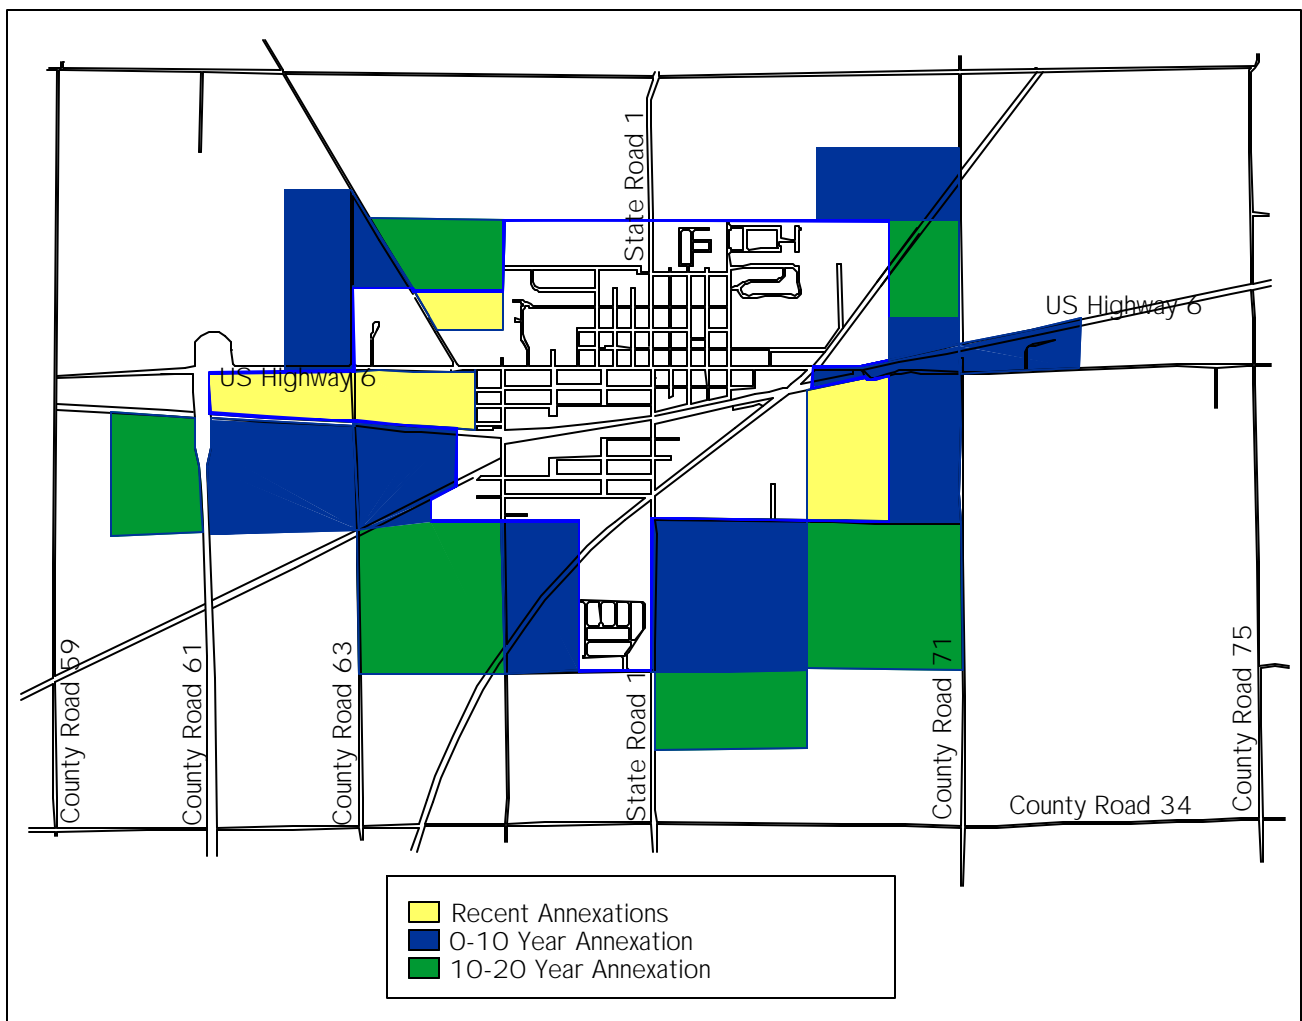 State Road 1
US Highway 6
US Highway 6
County Road 59
County Road 61
County Road 63
State Road 1
County Road 71
County Road 75
County Road 34
Recent Annexations
0-10 Year Annexation
10-20 Year Annexation